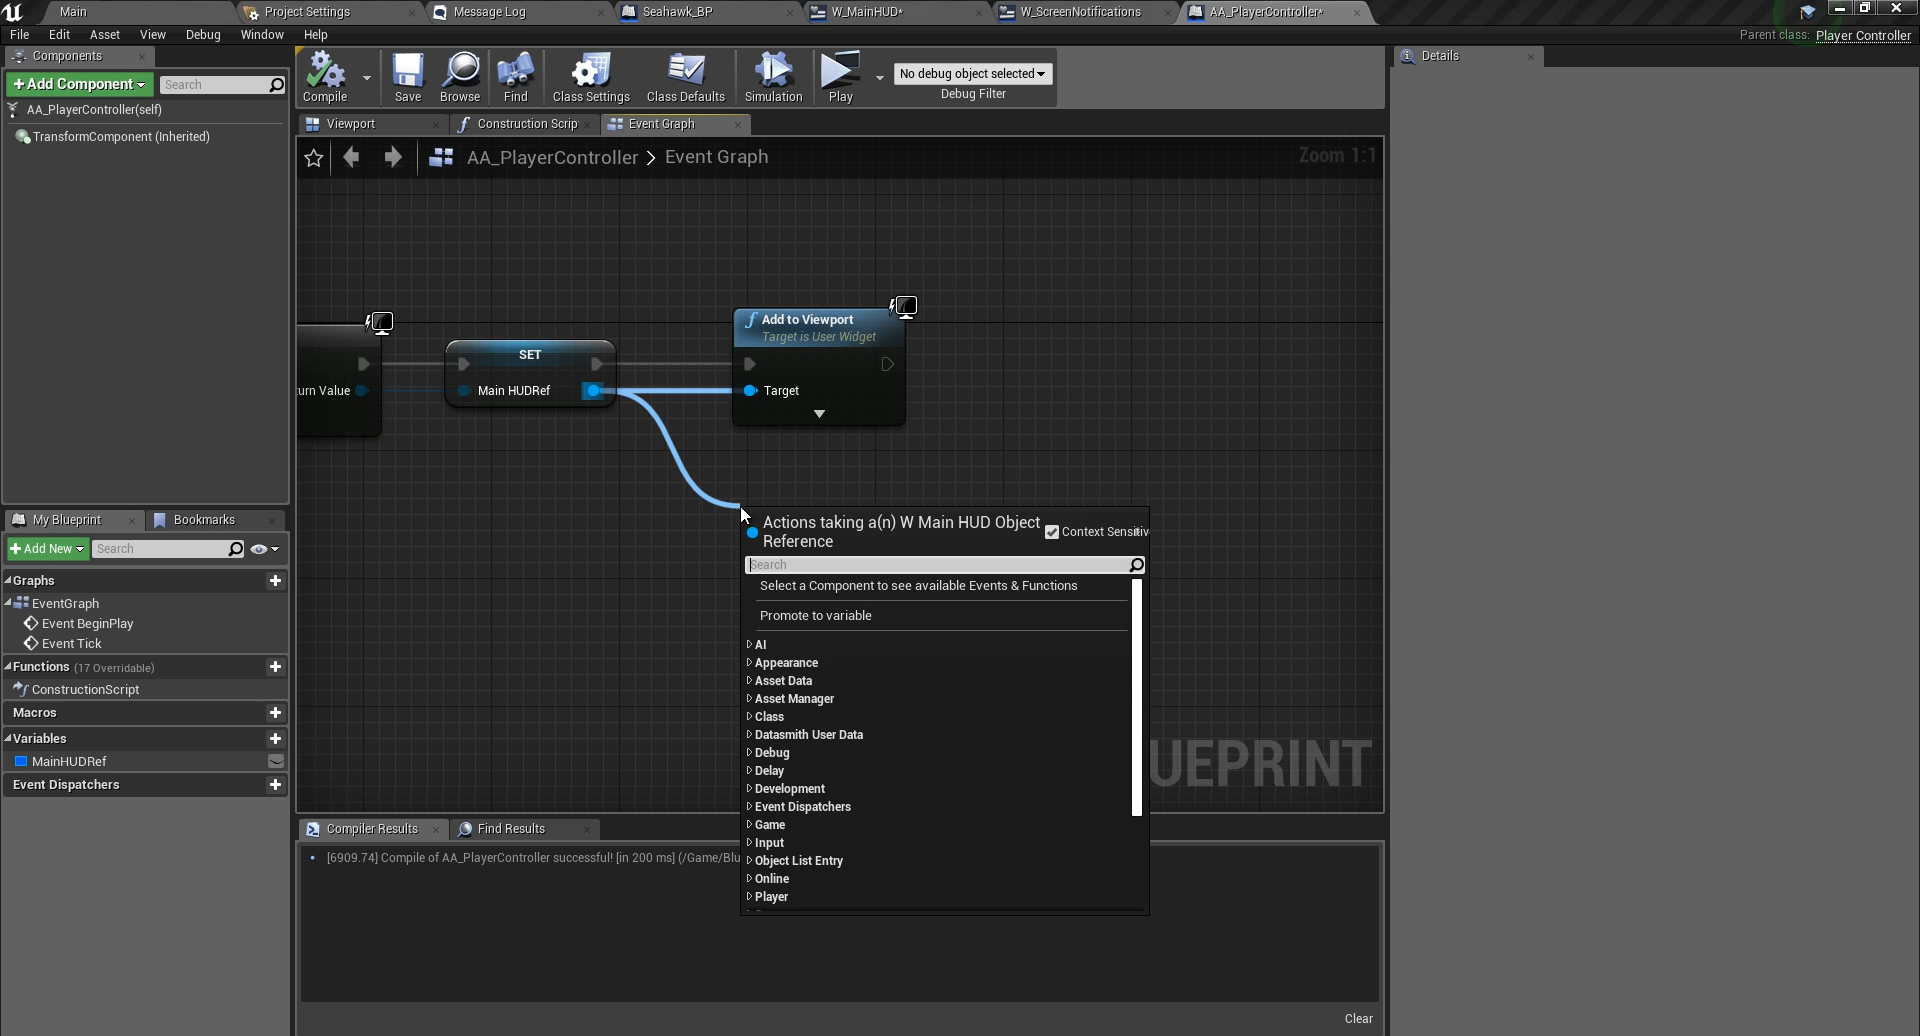 Main
Project Settings
Message Log
Seahawk_BP
W_MainHUD*
W_ScreenNotifications
AA_PlayerController*
File
Edit
Asset
View
Debug
Window
Help
Parent class: Player Controller
Components
+Add Component
Search
AA_PlayerController(self)
TransformComponent (Inherited)
Compile
Save
Browse
Find
Class Settings
Class Defaults
Simulation
Play
No debug object selected
Debug Filter
Details
Viewport
Construction Scrip
Event Graph
AA_PlayerController > Event Graph
Zoom 1:1
SET
Main HUDRef
urn Value
Add to Viewport
Target is User Widget
Target
Actions taking a(n) W Main HUD Object
Reference
Context Sensitiv
Search
Select a Component to see available Events & Functions
Promote to variable
AI
Appearance
Asset Data
Asset Manager
Class
Datasmith User Data
Debug
Delay
Development
Event Dispatchers
Game
Input
Object List Entry
Online
Player
UEPRINT
My Blueprint
Bookmarks
+Add New
Search
Graphs
EventGraph
Event BeginPlay
Event Tick
Functions (17 Overridable)
ConstructionScript
Macros
Variables
MainHUDRef
Event Dispatchers
Compiler Results
Find Results
[6909.74] Compile of AA_PlayerController successful! [in 200 ms] (/Game/Blu
Clear